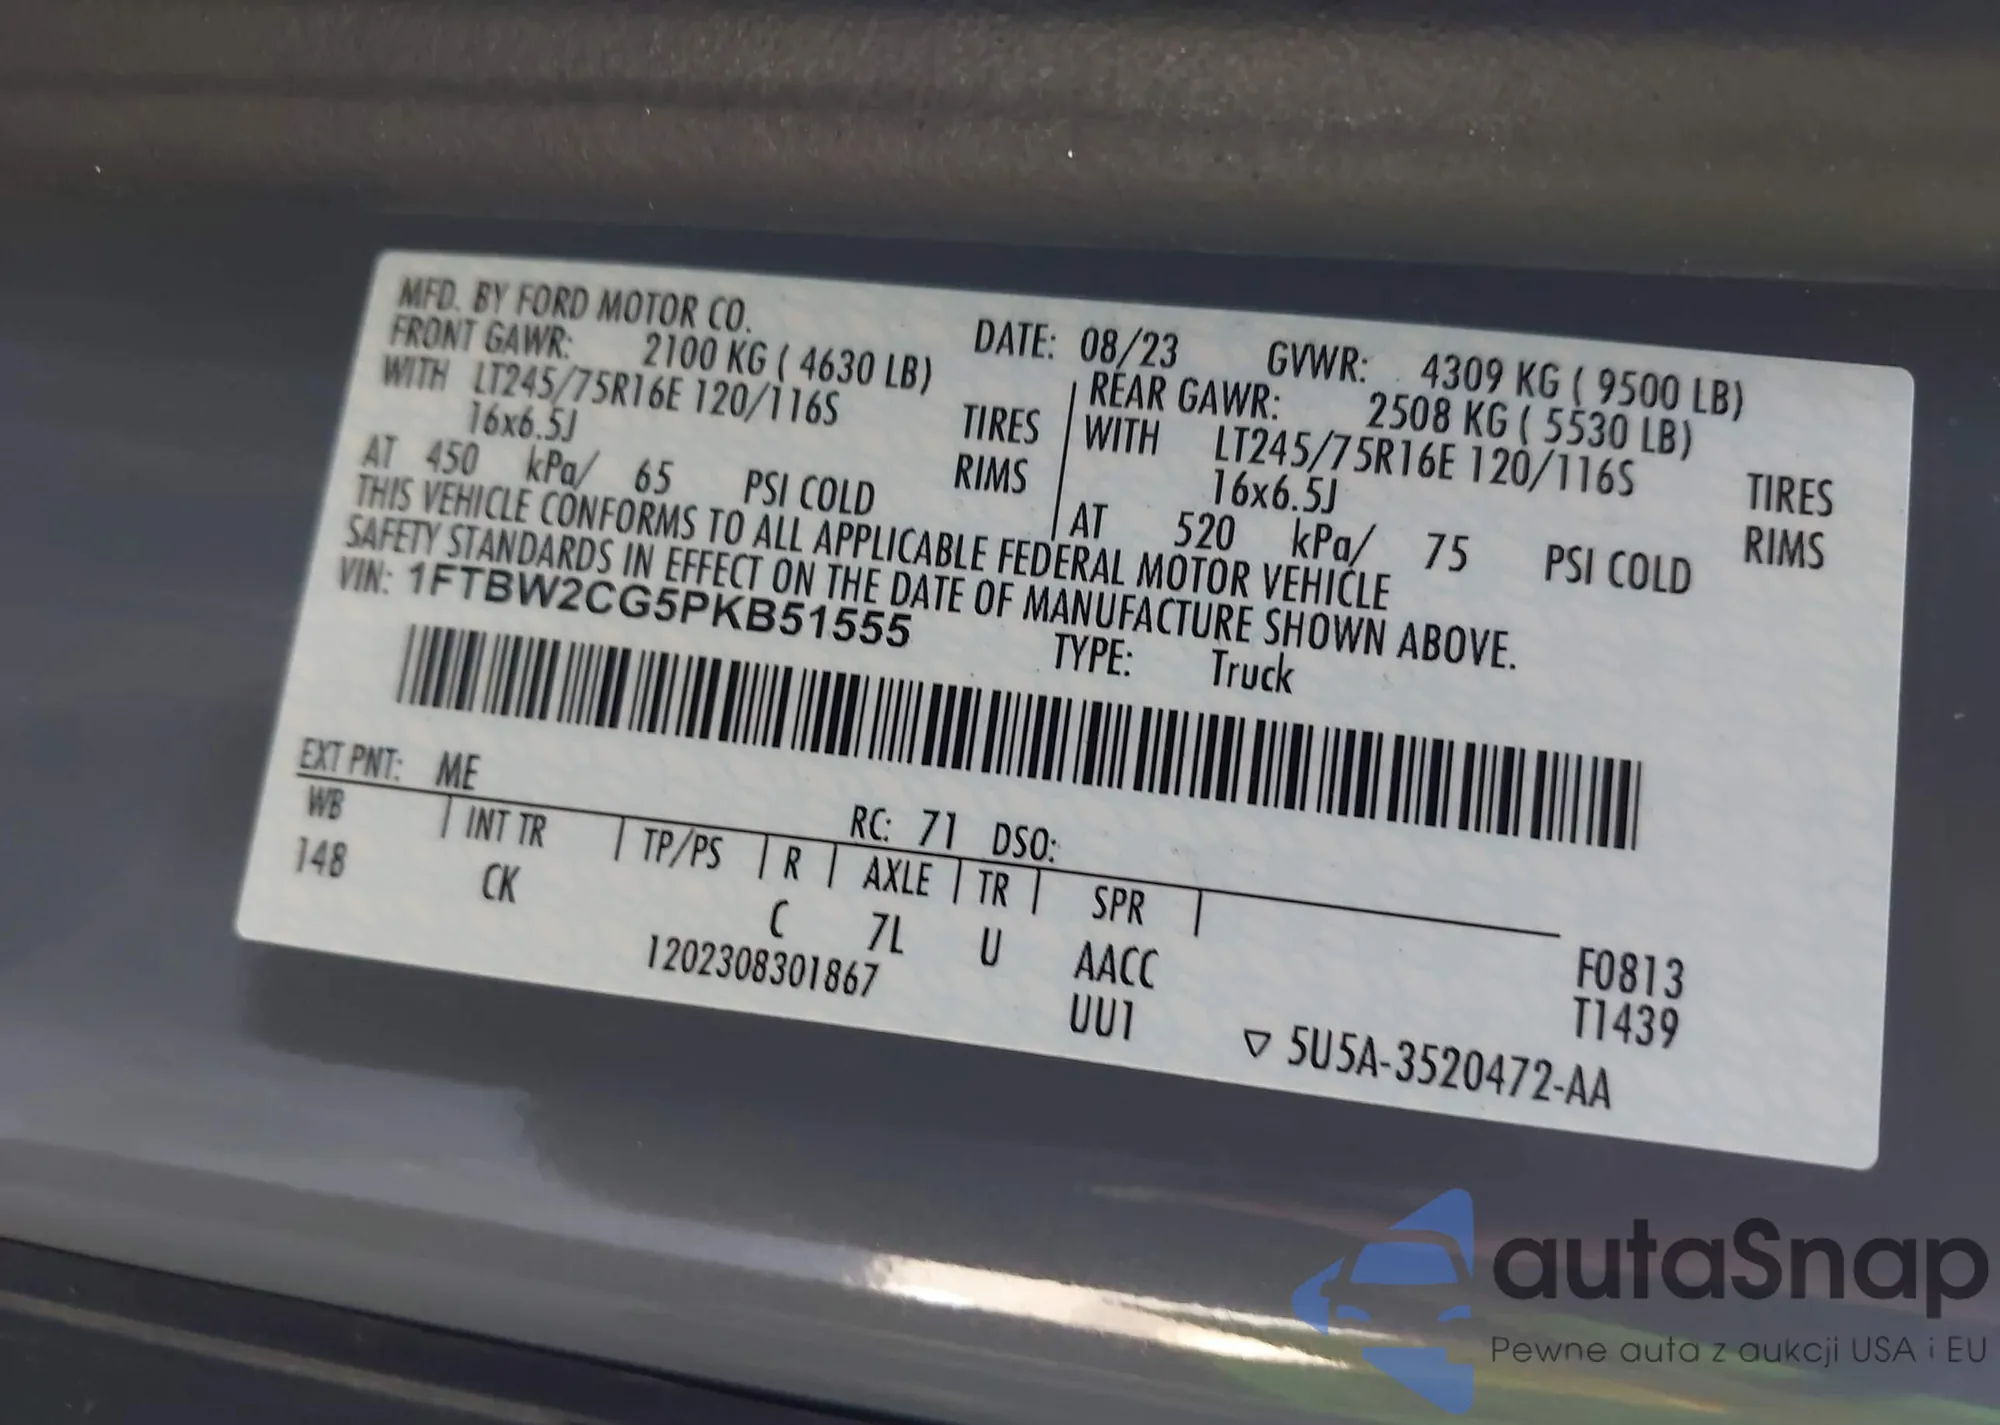 MFD. BY FORD MOTOR CO. DATE: 08/23 GVWR: 4309 KG ( 9500 LB)
FRONT GAWR: 2100 KG ( 4630 LB) REAR GAWR: 2508 KG ( 5530 LB)
WITH LT245/75R16E 120/116S TIRES WITH LT245/75R16E 120/116S TIRES
16x6.5J RIMS 16x6.5J RIMS
AT 450 kPa/ 65 PSI COLD AT 520 kPa/ 75 PSI COLD
THIS VEHICLE CONFORMS TO ALL APPLICABLE FEDERAL MOTOR VEHICLE
SAFETY STANDARDS IN EFFECT ON THE DATE OF MANUFACTURE SHOWN ABOVE.
VIN: 1FTBW2CG5PKB51555 TYPE: Truck
EXT PNT: ME RC: 71 DSO:
WB INT TR TP/PS R AXLE TR SPR
148 CK C 7L U AACC F0813
1202308301867 UU1 T1439
▽ 5U5A-3520472-AA
autaSnap
Pewne auta z aukcji USA i EU